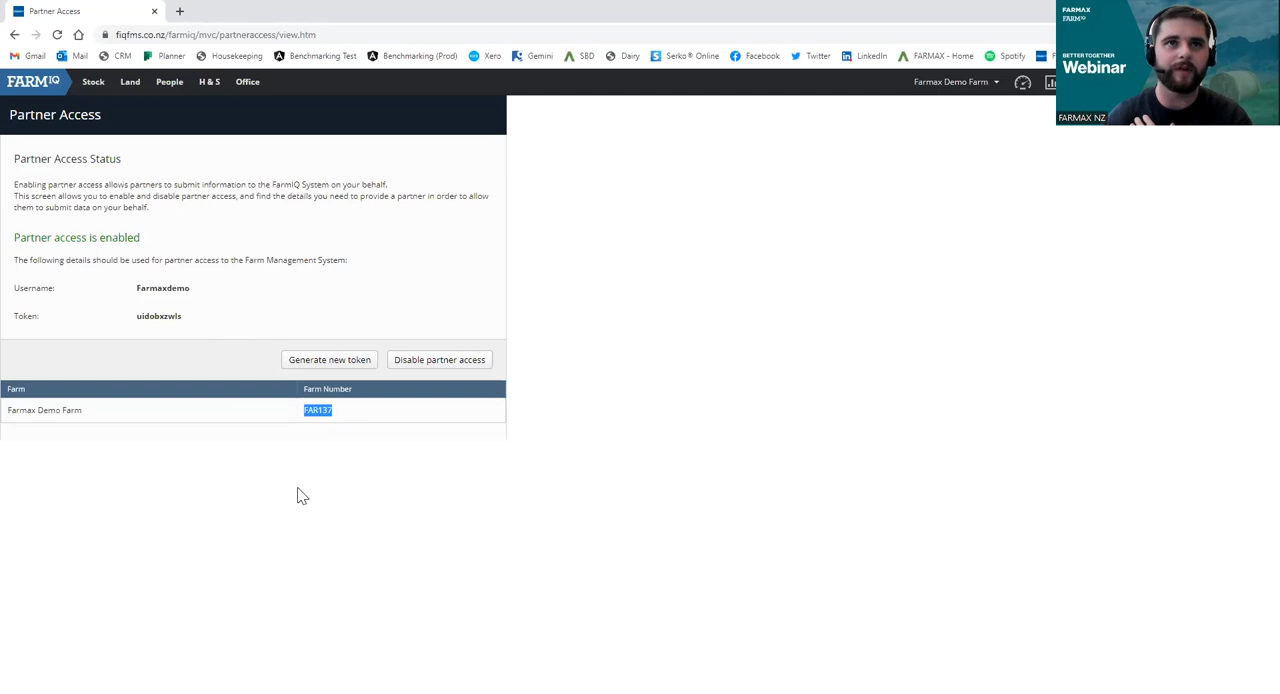 Partner Access
fiqfms.co.nz/farmiq/mvc/partneraccess/view.htm
Gmail Mail CRM Planner Housekeeping Benchmarking Test Benchmarking (Prod) Xero Gemini SBD Dairy Serko® Online Facebook Twitter LinkedIn FARMAX - Home Spotify
FARMIQ Stock Land People H & S Office Farmax Demo Farm
Partner Access
Partner Access Status
Enabling partner access allows partners to submit information to the FarmIQ System on your behalf.
This screen allows you to enable and disable partner access, and find the details you need to provide a partner in order to allow
them to submit data on your behalf.
Partner access is enabled
The following details should be used for partner access to the Farm Management System:
Username: Farmaxdemo
Token: uidobxzwls
Generate new token Disable partner access
Farm Farm Number
Farmax Demo Farm FAR137
FARMAX
FARMIQ
BETTER TOGETHER
Webinar
FARMAX NZ